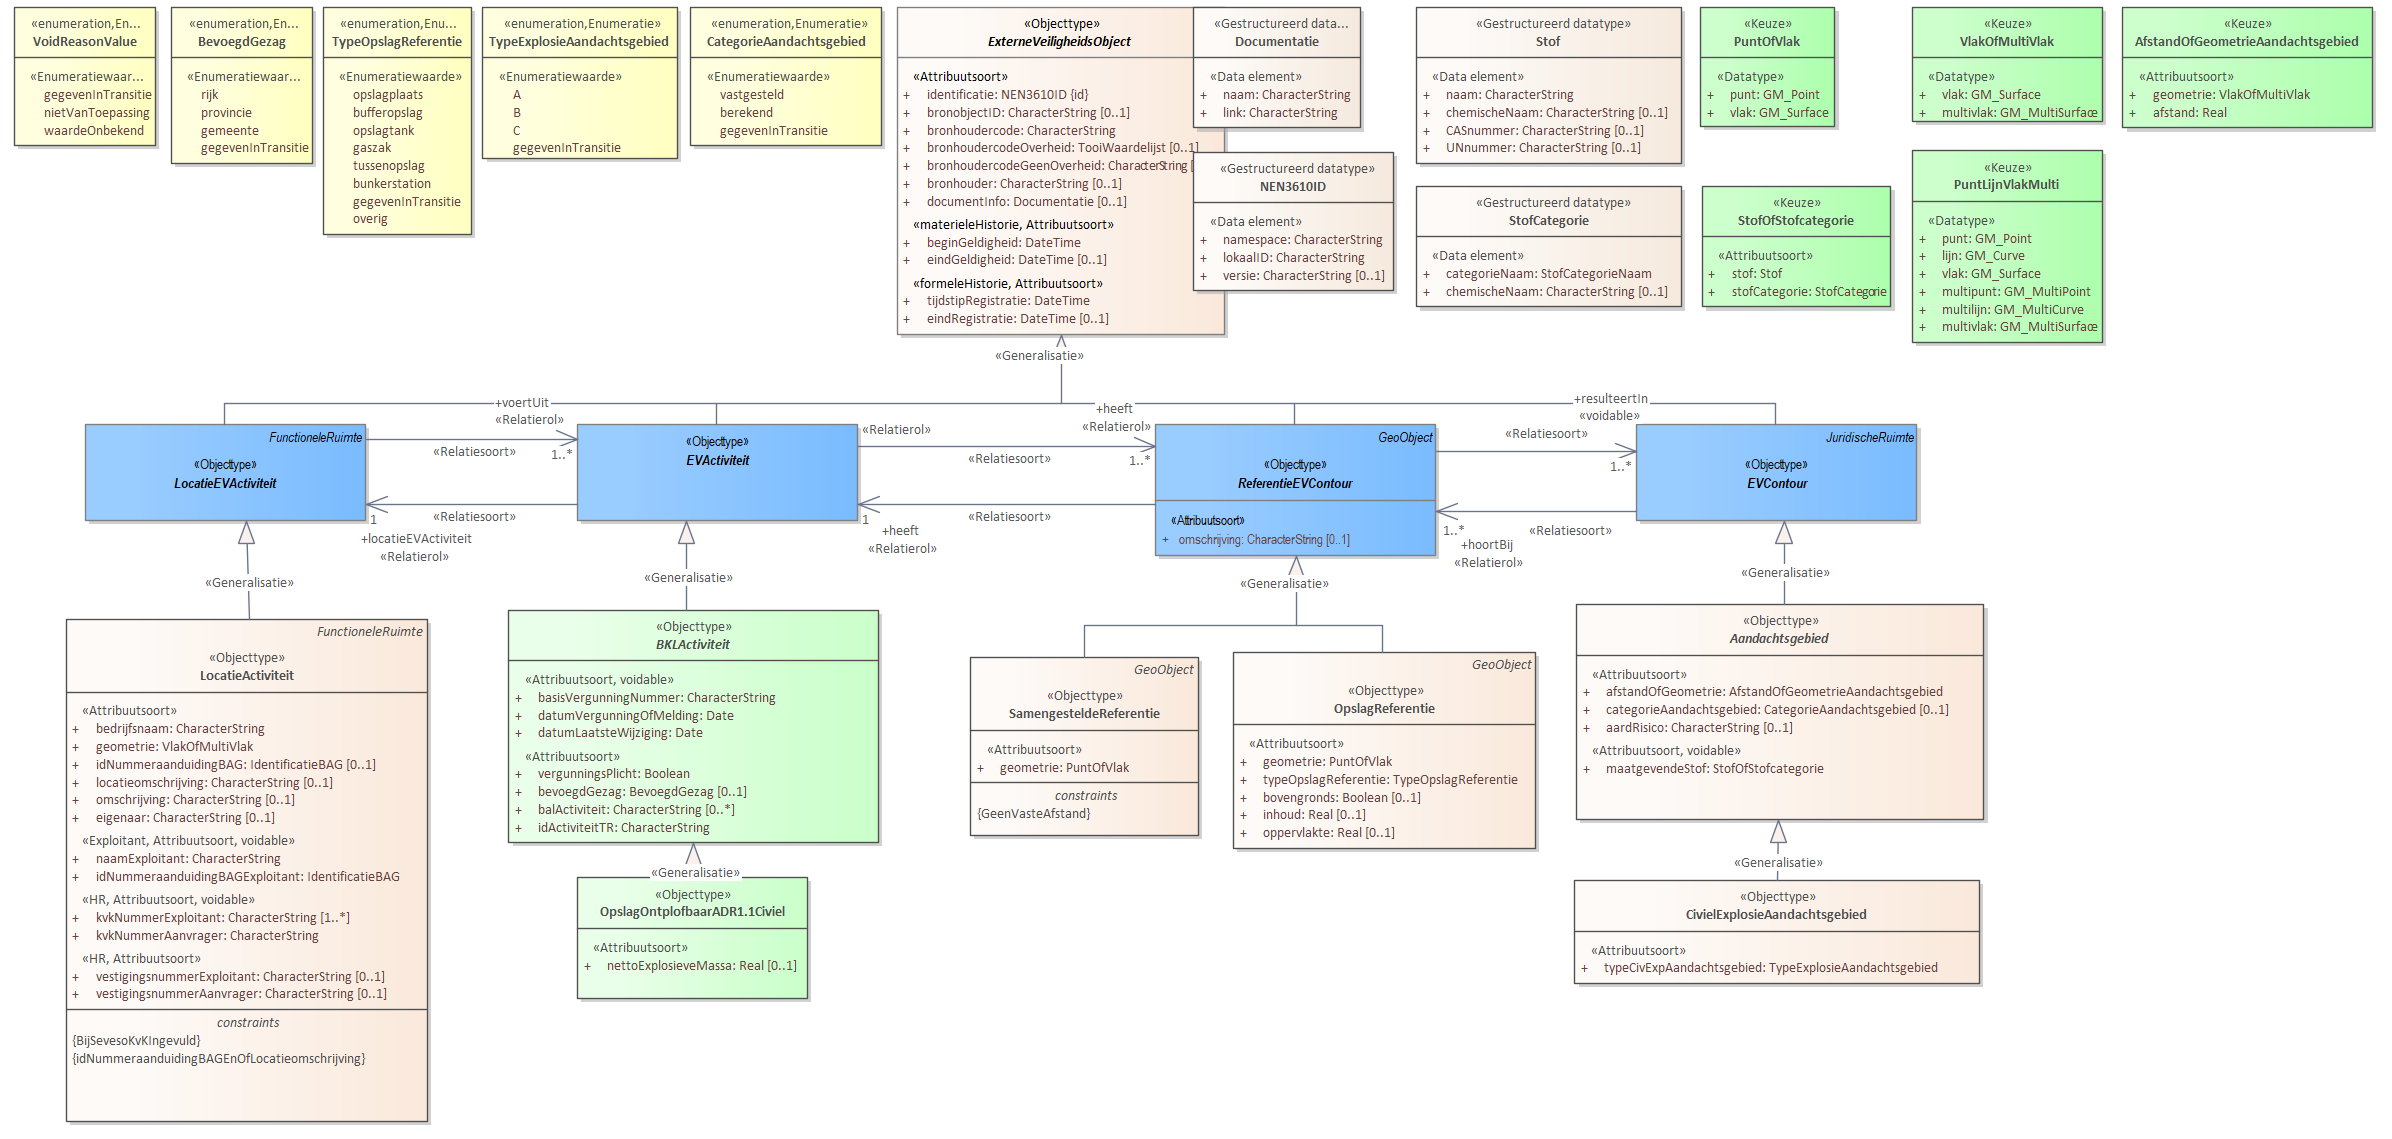 «enumeration,En...
VoidReasonValue
«Enumeratiewaar...
gegevenInTransitie
nietVanToepassing
waardeOnbekend
«enumeration,En...
BevoegdGezag
«Enumeratiewaar...
rijk
provincie
gemeente
gegevenInTransitie
«enumeration,Enu...
TypeOpslagReferentie
«Enumeratiewaarde»
opslagplaats
bufferopslag
opslagtank
gaszak
tussenopslag
bunkerstation
gegevenInTransitie
overig
«enumeration,Enumeratie»
TypeExplosieAandachtsgebied
«Enumeratiewaarde»
A
B
C
gegevenInTransitie
«enumeration,Enumeratie»
CategorieAandachtsgebied
«Enumeratiewaarde»
vastgesteld
berekend
gegevenInTransitie
«Objecttype»
ExterneVeiligheidsObject
«Attribuutsoort»
+ identificatie: NEN3610ID {id}
+ bronobjectID: CharacterString [0..1]
+ bronhoudercode: CharacterString
+ bronhoudercodeOverheid: TooiWaardelijst [0..1]
+ bronhoudercodeGeenOverheid: CharacterString [
+ bronhouder: CharacterString [0..1]
+ documentInfo: Documentatie [0..1]
«materieleHistorie, Attribuutsoort»
+ beginGeldigheid: DateTime
+ eindGeldigheid: DateTime [0..1]
«formeleHistorie, Attribuutsoort»
+ tijdstipRegistratie: DateTime
+ eindRegistratie: DateTime [0..1]
«Gestructureerd data...
Documentatie
«Data element»
+ naam: CharacterString
+ link: CharacterString
«Gestructureerd datatype»
NEN3610ID
«Data element»
+ namespace: CharacterString
+ lokaalID: CharacterString
+ versie: CharacterString [0..1]
«Gestructureerd datatype»
Stof
«Data element»
+ naam: CharacterString
+ chemischeNaam: CharacterString [0..1]
+ CASnummer: CharacterString [0..1]
+ UNnummer: CharacterString [0..1]
«Gestructureerd datatype»
StofCategorie
«Data element»
+ categorieNaam: StofCategorieNaam
+ chemischeNaam: CharacterString [0..1]
«Keuze»
PuntOfVlak
«Datatype»
+ punt: GM_Point
+ vlak: GM_Surface
«Keuze»
StofOfStofcategorie
«Attribuutsoort»
+ stof: Stof
+ stofCategorie: StofCategorie
«Keuze»
VlakOfMultiVlak
«Datatype»
+ vlak: GM_Surface
+ multivlak: GM_MultiSurface
«Keuze»
PuntLijnVlakMulti
«Datatype»
+ punt: GM_Point
+ lijn: GM_Curve
+ vlak: GM_Surface
+ multipunt: GM_MultiPoint
+ multilijn: GM_MultiCurve
+ multivlak: GM_MultiSurface
«Keuze»
AfstandOfGeometrieAandachtsgebied
«Attribuutsoort»
+ geometrie: VlakOfMultiVlak
+ afstand: Real
«Generalisatie»
+voertUit
«Relatierol»
«Relatiesoort»
1..*
+heeft
«Relatierol»
«Relatierol»
«Relatiesoort»
1..*
+resulteertIn
«voidable»
«Relatiesoort»
1..*
FunctioneleRuimte
«Objecttype»
LocatieEVActiviteit
«Objecttype»
EVActiviteit
GeoObject
«Objecttype»
ReferentieEVContour
«Attribuutsoort»
+ omschrijving: CharacterString [0..1]
JuridischeRuimte
«Objecttype»
EVContour
1
«Relatiesoort»
+locatieEVActiviteit
«Relatierol»
1
«Relatiesoort»
+heeft
«Relatierol»
1..*
«Relatiesoort»
+hoortBij
«Relatierol»
«Generalisatie»
«Generalisatie»
«Generalisatie»
«Generalisatie»
FunctioneleRuimte
«Objecttype»
LocatieActiviteit
«Attribuutsoort»
+ bedrijfsnaam: CharacterString
+ geometrie: VlakOfMultiVlak
+ idNummeraanduidingBAG: IdentificatieBAG [0..1]
+ locatieomschrijving: CharacterString [0..1]
+ omschrijving: CharacterString [0..1]
+ eigenaar: CharacterString [0..1]
«Exploitant, Attribuutsoort, voidable»
+ naamExploitant: CharacterString
+ idNummeraanduidingBAGExploitant: IdentificatieBAG
«HR, Attribuutsoort, voidable»
+ kvkNummerExploitant: CharacterString [1..*]
+ kvkNummerAanvrager: CharacterString
«HR, Attribuutsoort»
+ vestigingsnummerExploitant: CharacterString [0..1]
+ vestigingsnummerAanvrager: CharacterString [0..1]
constraints
{BijSevesoKvKIngevuld}
{idNummeraanduidingBAGEnOfLocatieomschrijving}
«Objecttype»
BKLActiviteit
«Attribuutsoort, voidable»
+ basisVergunningNummer: CharacterString
+ datumVergunningOfMelding: Date
+ datumLaatsteWijziging: Date
«Attribuutsoort»
+ vergunningsPlicht: Boolean
+ bevoegdGezag: BevoegdGezag [0..1]
+ balActiviteit: CharacterString [0..*]
+ idActiviteitTR: CharacterString
«Generalisatie»
«Objecttype»
OpslagOntplofbaarADR1.1Civiel
«Attribuutsoort»
+ nettoExplosieveMassa: Real [0..1]
GeoObject
«Objecttype»
SamengesteldeReferentie
«Attribuutsoort»
+ geometrie: PuntOfVlak
constraints
{GeenVasteAfstand}
GeoObject
«Objecttype»
OpslagReferentie
«Attribuutsoort»
+ geometrie: PuntOfVlak
+ typeOpslagReferentie: TypeOpslagReferentie
+ bovengronds: Boolean [0..1]
+ inhoud: Real [0..1]
+ oppervlakte: Real [0..1]
«Objecttype»
Aandachtsgebied
«Attribuutsoort»
+ afstandOfGeometrie: AfstandOfGeometrieAandachtsgebied
+ categorieAandachtsgebied: CategorieAandachtsgebied [0..1]
+ aardRisico: CharacterString [0..1]
«Attribuutsoort, voidable»
+ maatgevendeStof: StofOfStofcategorie
«Generalisatie»
«Objecttype»
CivielExplosieAandachtsgebied
«Attribuutsoort»
+ typeCivExpAandachtsgebied: TypeExplosieAandachtsgebied